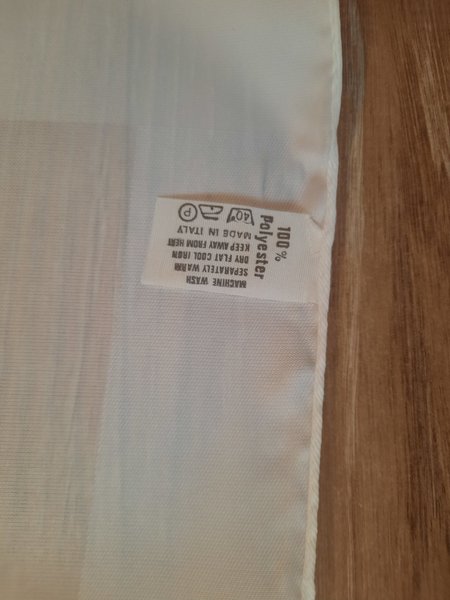 100%
Polyester
MACHINE WASH
SEPARATELY WARM
DRY FLAT COOL IRON
KEEP AWAY FROM HEAT
MADE IN ITALY
40°
P